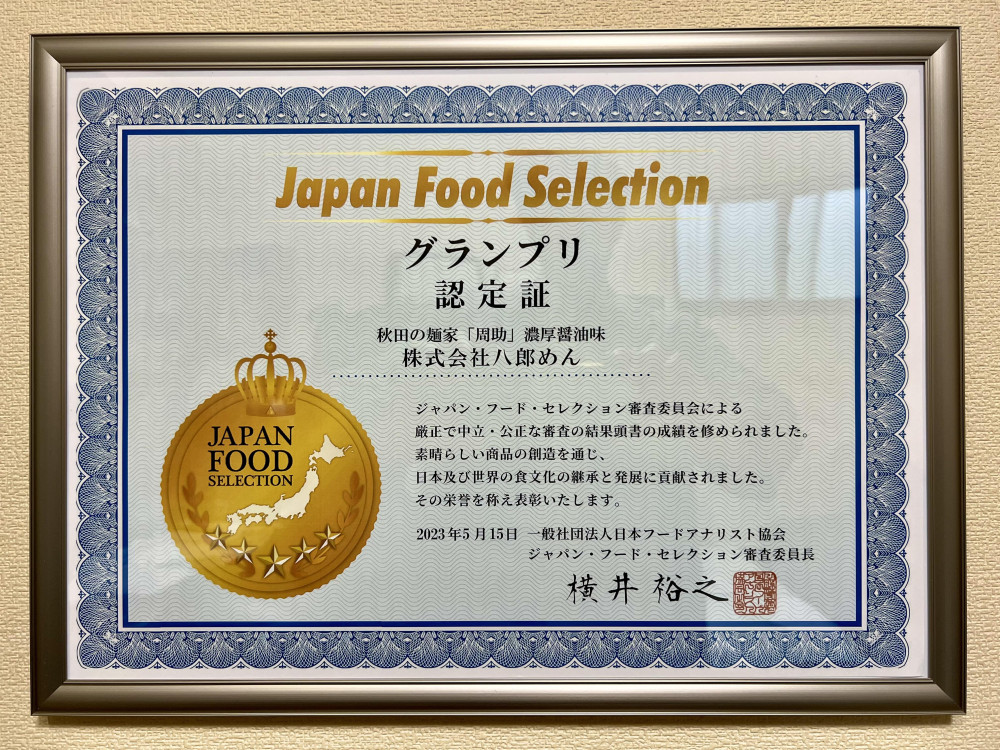 Japan Food Selection
グランプリ
認定証
秋田の麺家「周助」濃厚醤油味
株式会社八郎めん
JAPAN
FOOD
SELECTION
ジャパン・フード・セレクション審査委員会による
厳正で中立・公正な審査の結果頭書の成績を修められました。
素晴らしい商品の創造を通じ、
日本及び世界の食文化の継承と発展に貢献されました。
その栄誉を称え表彰いたします。
2023年5月15日 一般社団法人日本フードアナリスト協会
ジャパン・フード・セレクション審査委員長
横井裕之